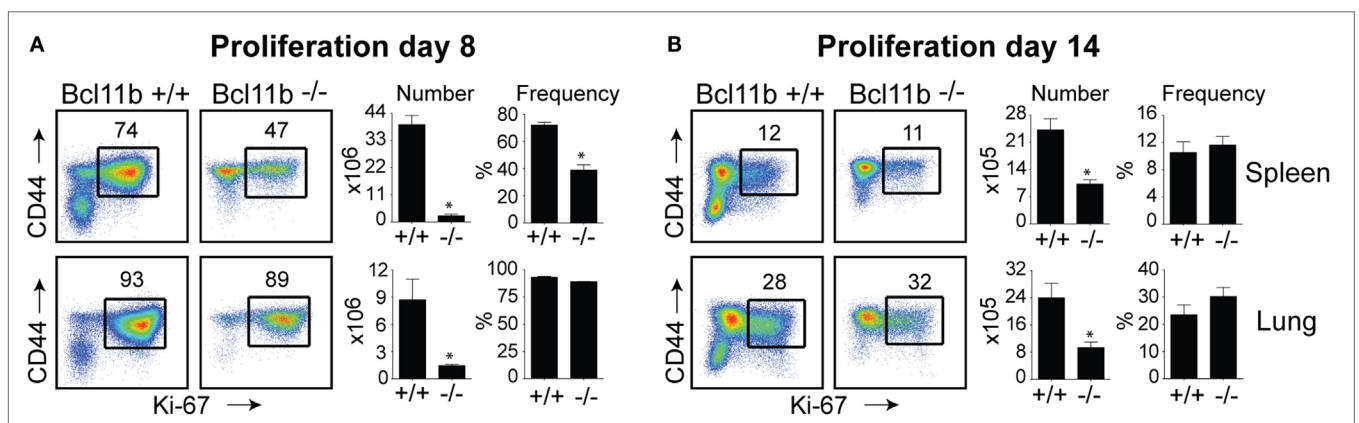 A
Proliferation day 8
Bcl11b +/+
Bcl11b -/-
Number
Frequency
CD44
74
47
x10⁶
44
33
22
11
0
*
+/+ -/-
%
80
60
40
20
0
*
+/+ -/-
CD44
93
89
x10⁶
12
9
6
3
0
*
+/+ -/-
%
100
75
50
25
0
+/+ -/-
Ki-67
B
Proliferation day 14
Bcl11b +/+
Bcl11b -/-
Number
Frequency
CD44
12
11
x10⁵
28
21
14
7
0
*
+/+ -/-
%
16
12
8
4
0
+/+ -/-
Spleen
CD44
28
32
x10⁵
32
24
16
8
0
*
+/+ -/-
%
40
30
20
10
0
+/+ -/-
Lung
Ki-67